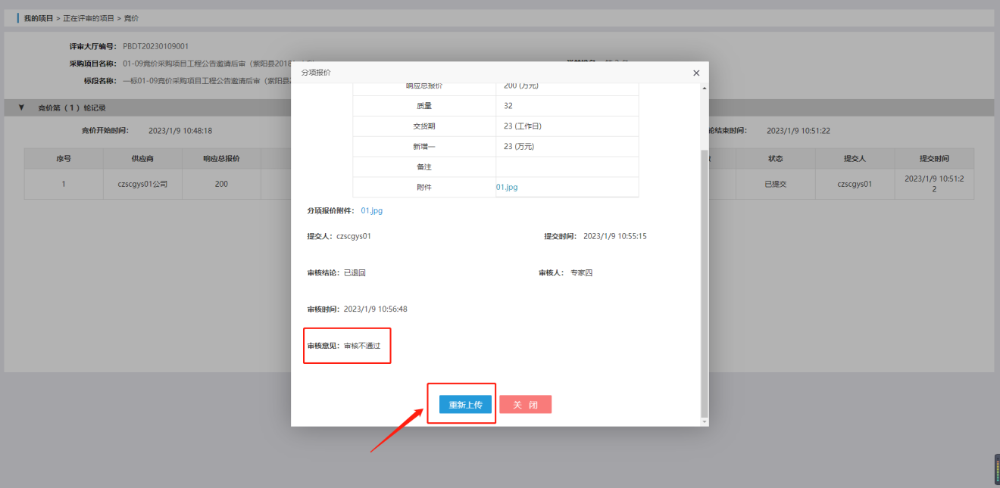 我的项目 > 正在评审的项目 > 竞价
评审大厅编号： PBDT20230109001
采购项目名称： 01-09竞价采购项目工程公告邀请后审（紫阳县2018
标段名称： 一标01-09竞价采购项目工程公告邀请后审（紫阳县
▼ 竞价第（1）轮记录
竞价开始时间： 2023/1/9 10:48:18
轮结束时间： 2023/1/9 10:51:22
序号 供应商 响应总报价 状态 提交人 提交时间
1 czscgys01公司 200 已提交 czscgys01 2023/1/9 10:51:2
2
分项报价
响应总报价 200 (万元)
质量 32
交货期 23 (工作日)
新增一 23 (万元)
备注
附件 01.jpg
分项报价附件： 01.jpg
提交人：czscgys01 提交时间： 2023/1/9 10:55:15
审核结论：已退回 审核人： 专家四
审核时间：2023/1/9 10:56:48
审核意见：审核不通过
重新上传 关 闭